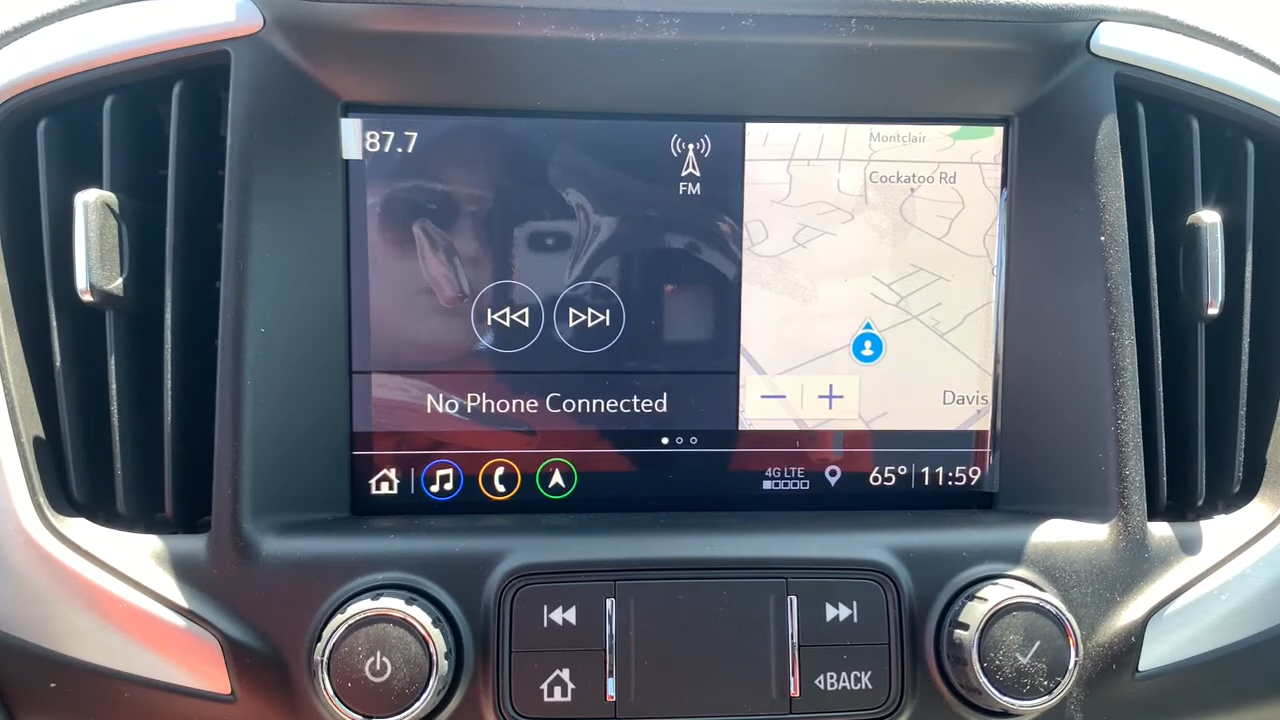 87.7
FM
Montclair
Cockatoo Rd
Davis
No Phone Connected
4G LTE
65° 11:59
BACK